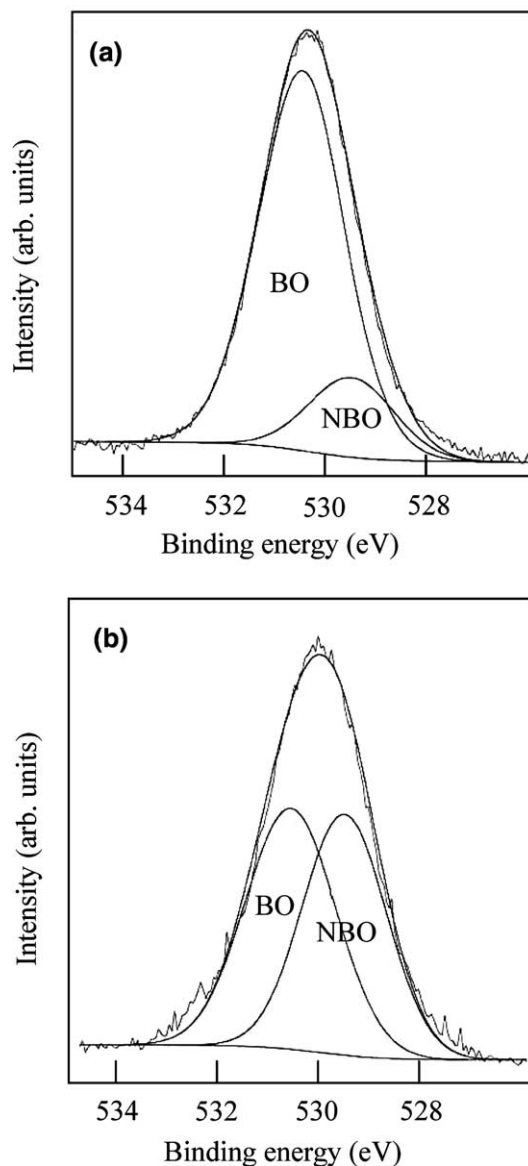 (a)
Intensity (arb. units)
BO
NBO
534 532 530 528
Binding energy (eV)
(b)
Intensity (arb. units)
BO
NBO
534 532 530 528
Binding energy (eV)